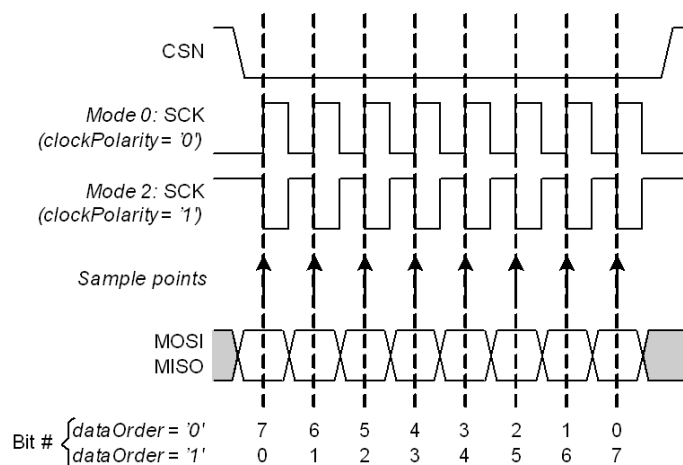 CSN
Mode 0: SCK
(clockPolarity = '0')
Mode 2: SCK
(clockPolarity = '1')
Sample points
MOSI
MISO
Bit # { dataOrder = '0' 7 6 5 4 3 2 1 0
dataOrder = '1' 0 1 2 3 4 5 6 7